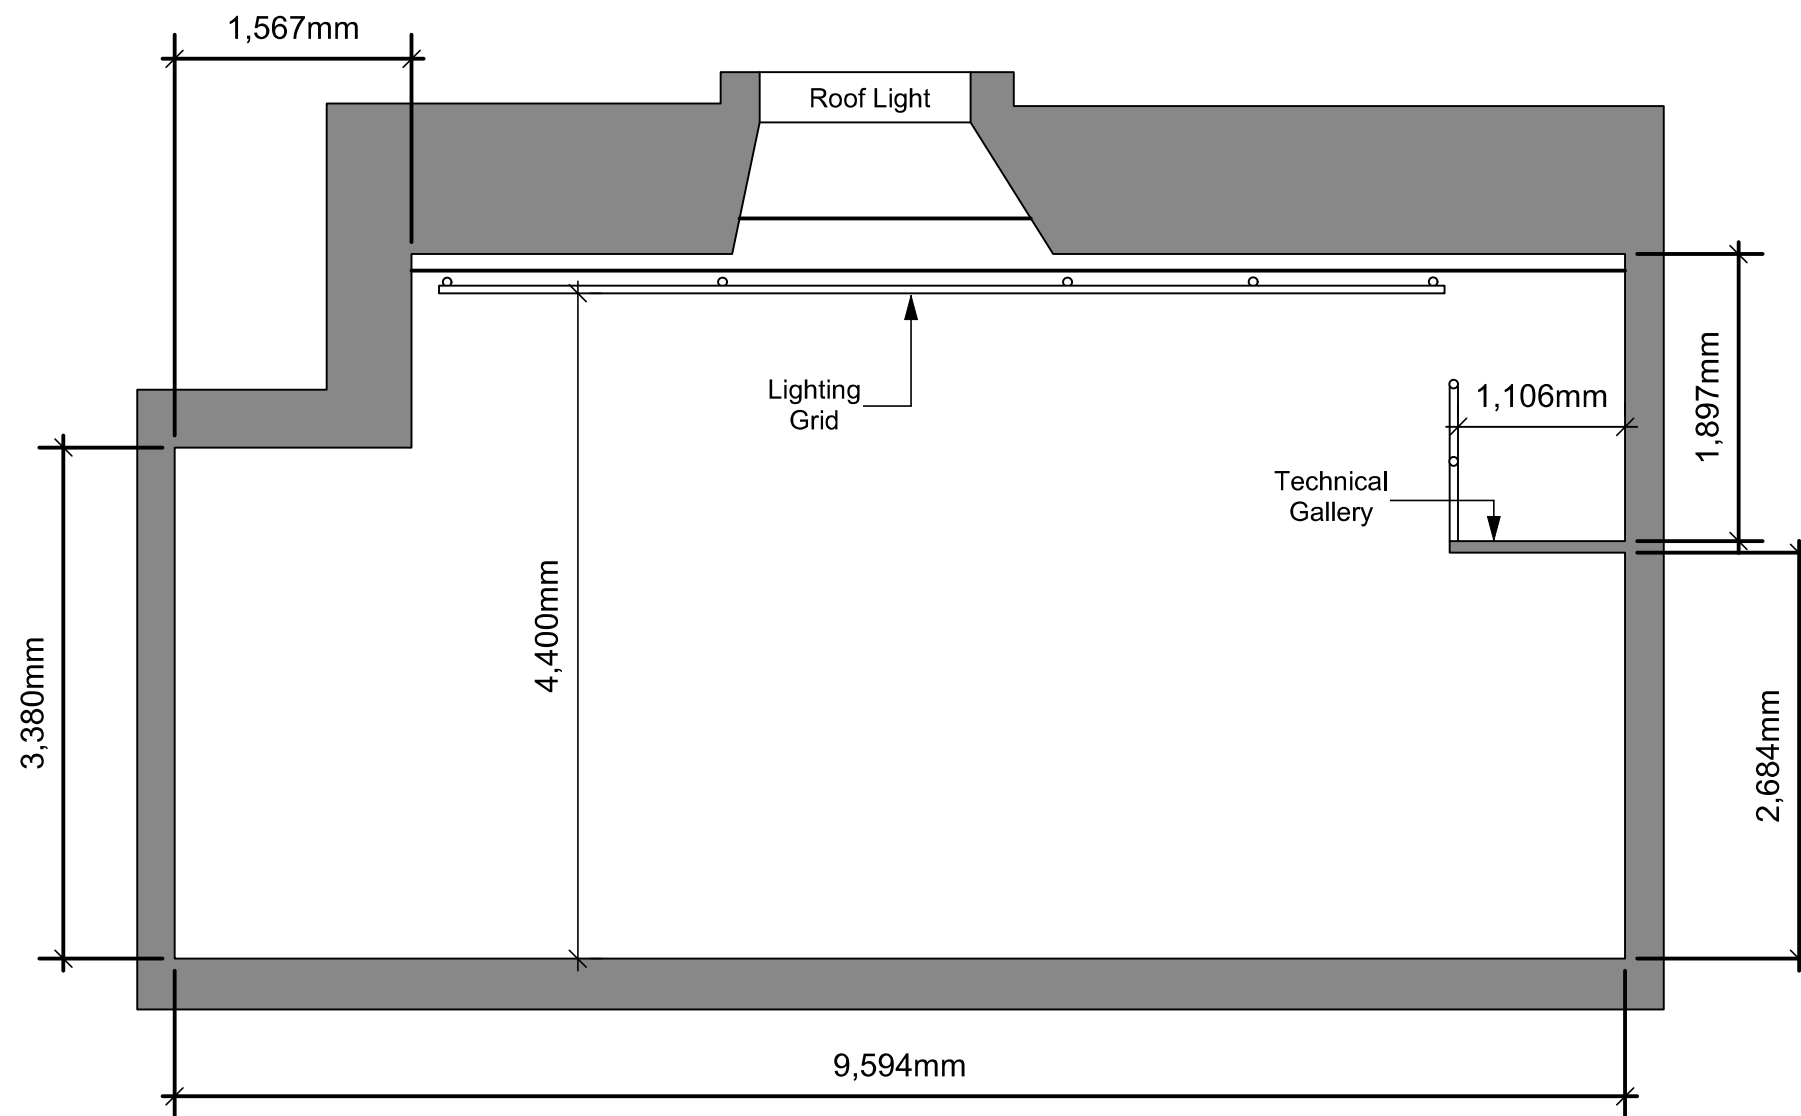 1,567mm
Roof Light
Lighting
Grid
1,106mm
1,897mm
Technical
Gallery
4,400mm
3,380mm
2,684mm
9,594mm